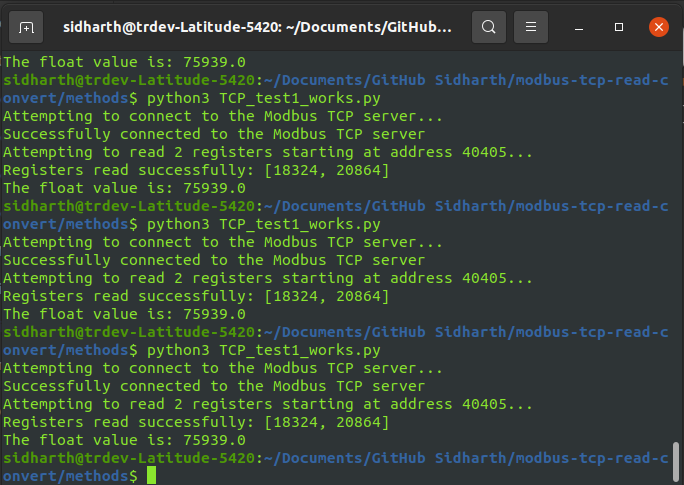 sidharth@trdev-Latitude-5420: ~/Documents/GitHub...
The float value is: 75939.0
sidharth@trdev-Latitude-5420:~/Documents/GitHub Sidharth/modbus-tcp-read-c
onvert/methods$ python3 TCP_test1_works.py
Attempting to connect to the Modbus TCP server...
Successfully connected to the Modbus TCP server
Attempting to read 2 registers starting at address 40405...
Registers read successfully: [18324, 20864]
The float value is: 75939.0
sidharth@trdev-Latitude-5420:~/Documents/GitHub Sidharth/modbus-tcp-read-c
onvert/methods$ python3 TCP_test1_works.py
Attempting to connect to the Modbus TCP server...
Successfully connected to the Modbus TCP server
Attempting to read 2 registers starting at address 40405...
Registers read successfully: [18324, 20864]
The float value is: 75939.0
sidharth@trdev-Latitude-5420:~/Documents/GitHub Sidharth/modbus-tcp-read-c
onvert/methods$ python3 TCP_test1_works.py
Attempting to connect to the Modbus TCP server...
Successfully connected to the Modbus TCP server
Attempting to read 2 registers starting at address 40405...
Registers read successfully: [18324, 20864]
The float value is: 75939.0
sidharth@trdev-Latitude-5420:~/Documents/GitHub Sidharth/modbus-tcp-read-c
onvert/methods$